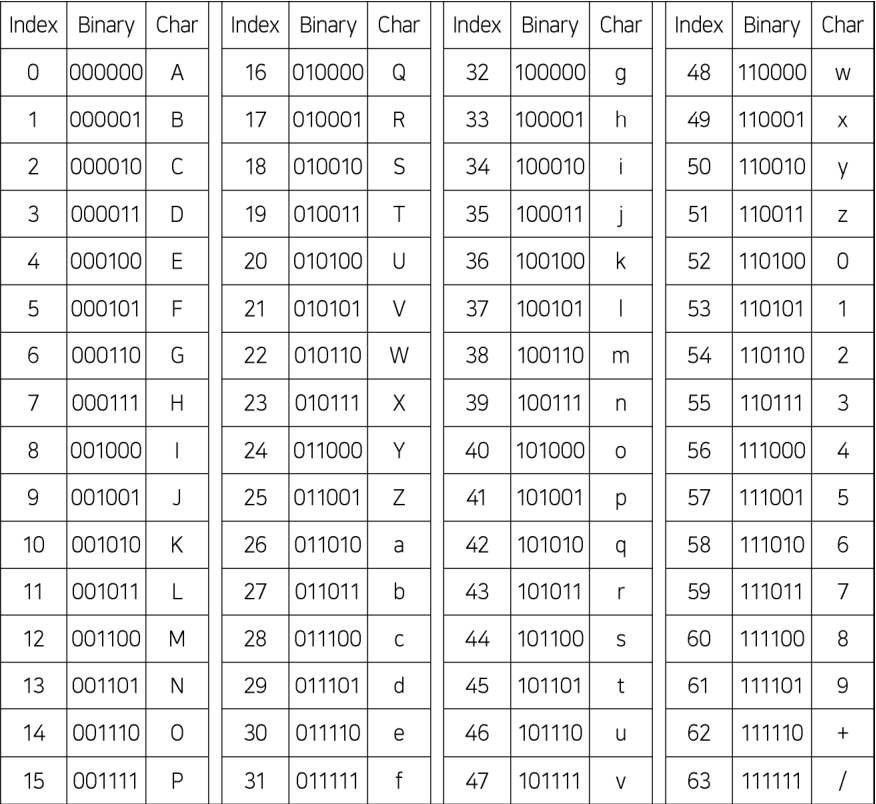 Index Binary Char Index Binary Char Index Binary Char Index Binary Char
0 000000 A 16 010000 Q 32 100000 g 48 110000 w
1 000001 B 17 010001 R 33 100001 h 49 110001 x
2 000010 C 18 010010 S 34 100010 i 50 110010 y
3 000011 D 19 010011 T 35 100011 j 51 110011 z
4 000100 E 20 010100 U 36 100100 k 52 110100 0
5 000101 F 21 010101 V 37 100101 l 53 110101 1
6 000110 G 22 010110 W 38 100110 m 54 110110 2
7 000111 H 23 010111 X 39 100111 n 55 110111 3
8 001000 I 24 011000 Y 40 101000 o 56 111000 4
9 001001 J 25 011001 Z 41 101001 p 57 111001 5
10 001010 K 26 011010 a 42 101010 q 58 111010 6
11 001011 L 27 011011 b 43 101011 r 59 111011 7
12 001100 M 28 011100 c 44 101100 s 60 111100 8
13 001101 N 29 011101 d 45 101101 t 61 111101 9
14 001110 O 30 011110 e 46 101110 u 62 111110 +
15 001111 P 31 011111 f 47 101111 v 63 111111 /